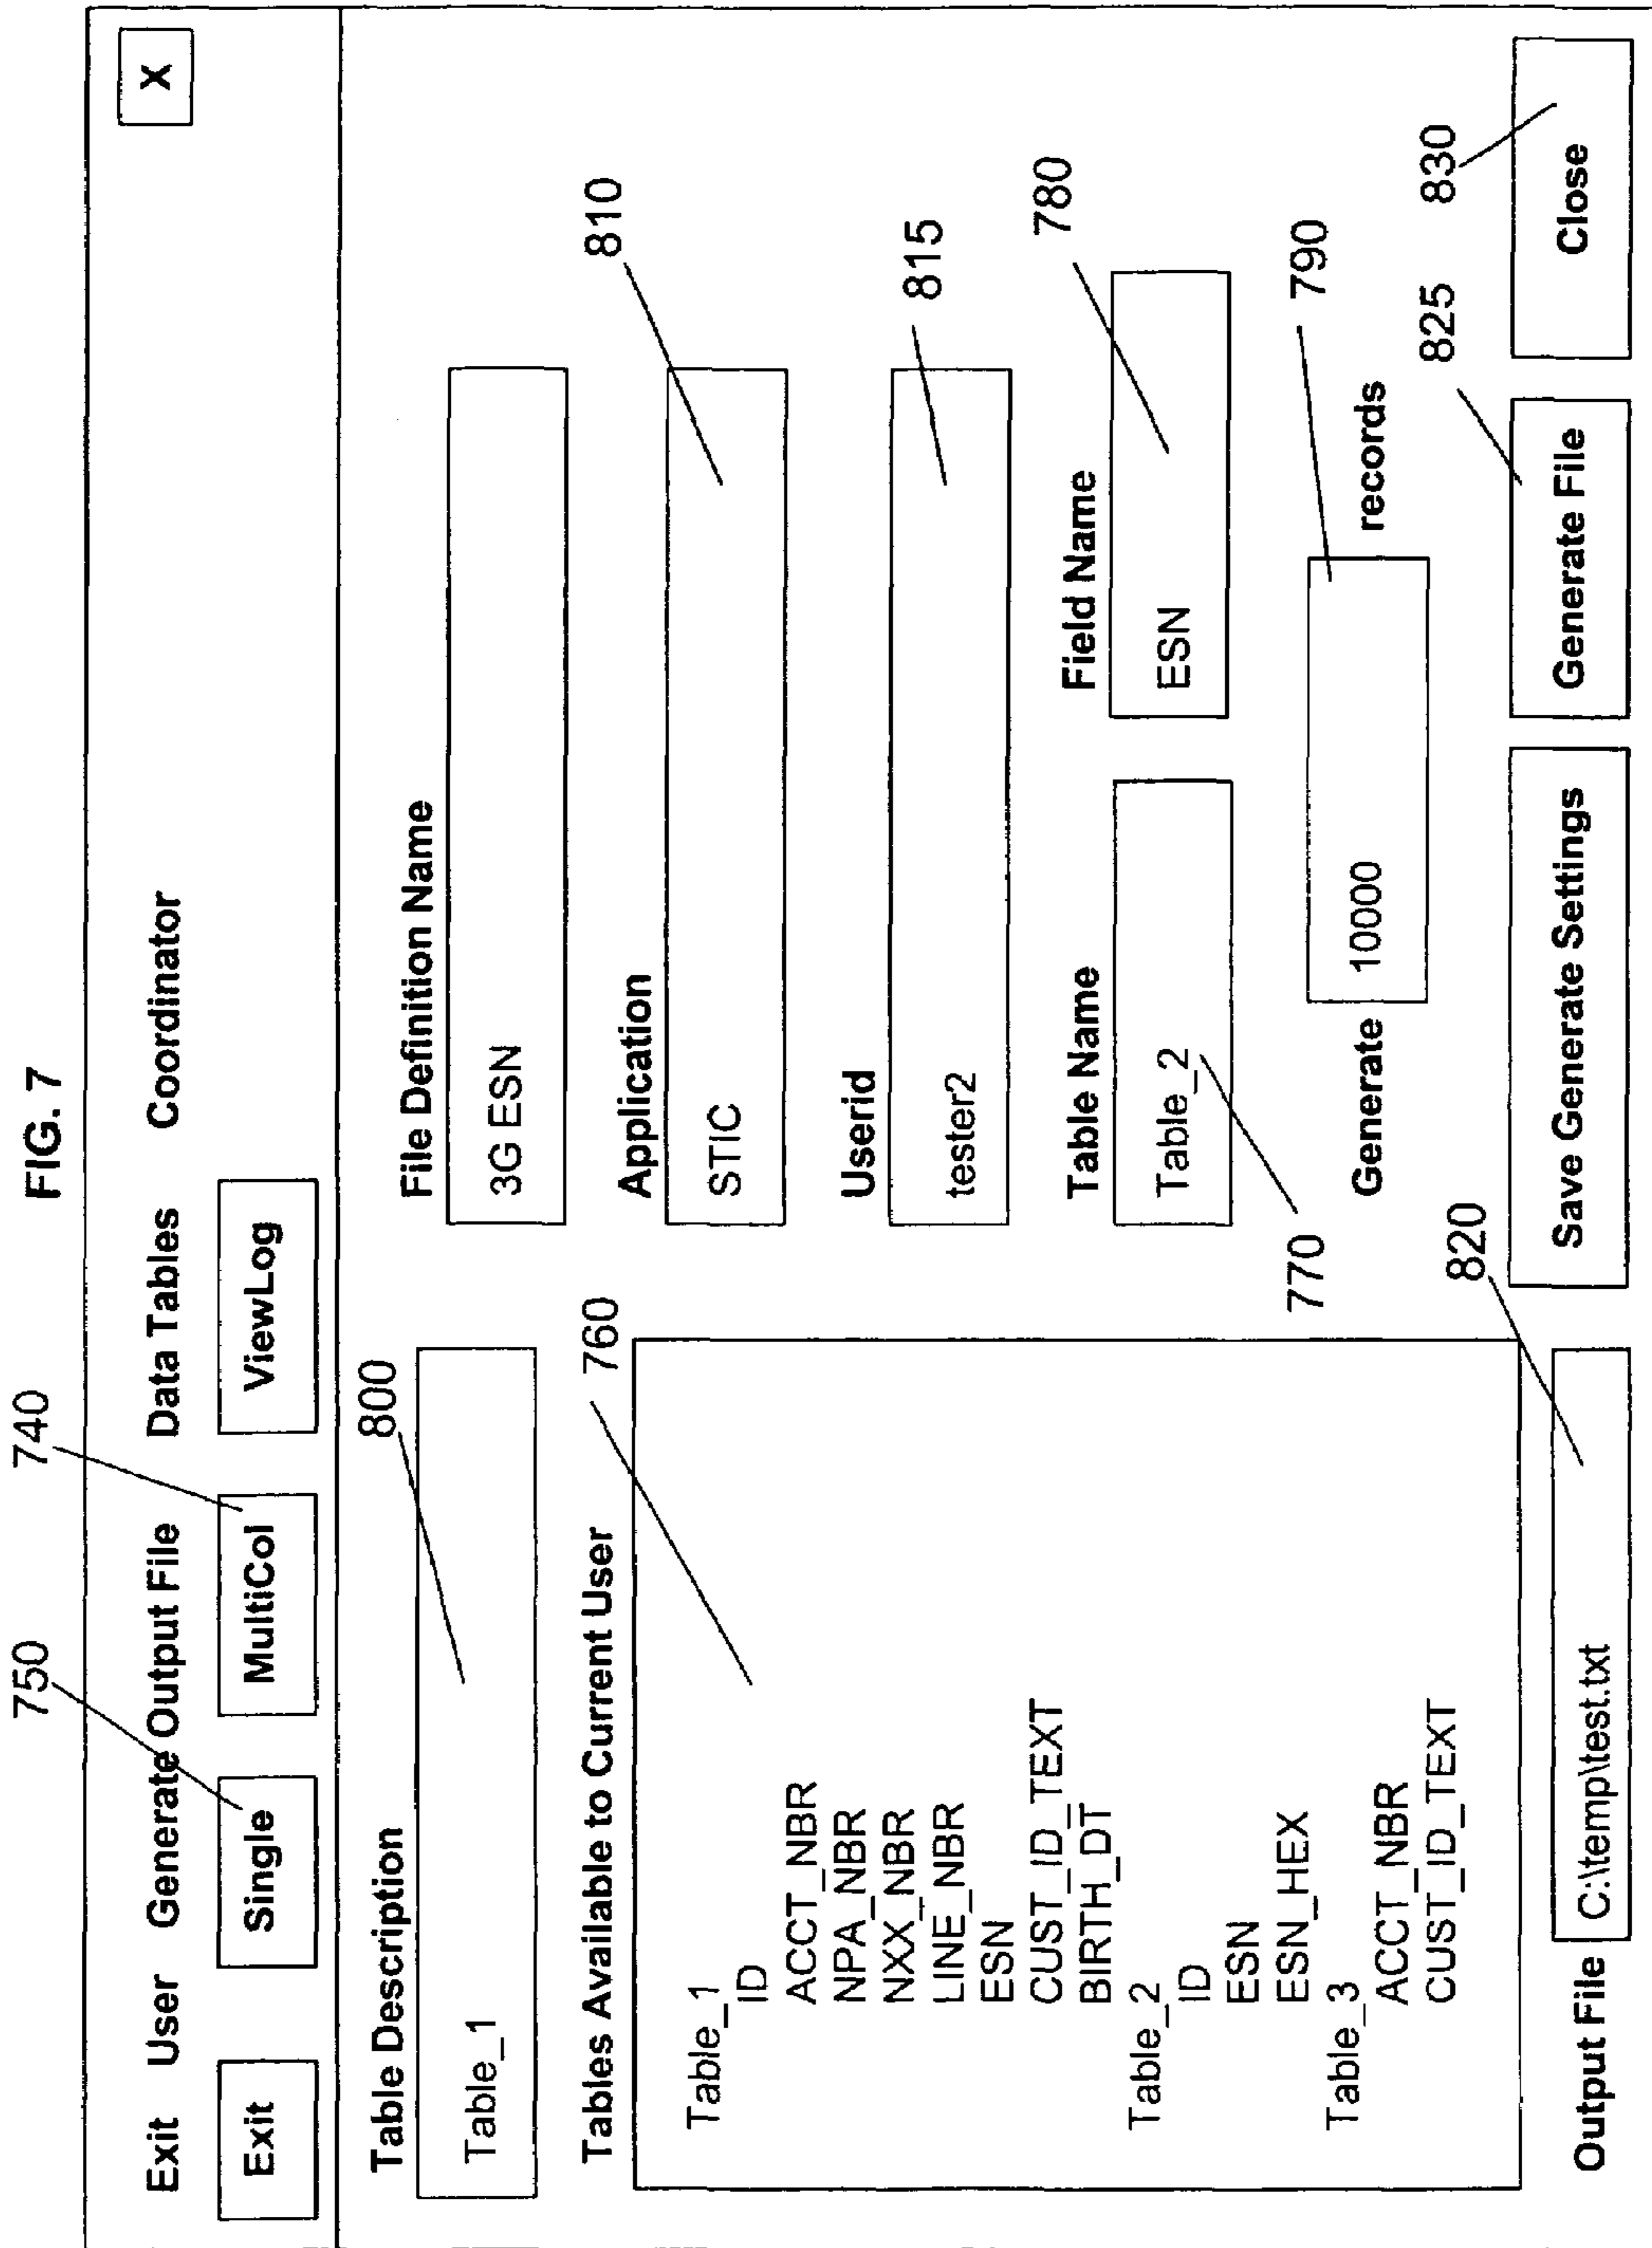 FIG. 7
750
740
X
Exit User Generate Output File Data Tables Coordinator
Exit
Single
MultiCol
ViewLog
Table Description
800
Table_1
Tables Available to Current User
760
Table_1
ID
ACCT_NBR
NPA_NBR
NXX_NBR
LINE_NBR
ESN
CUST_ID_TEXT
BIRTH_DT
Table_2
ID
ESN
ESN_HEX
Table_3
ACCT_NBR
CUST_ID_TEXT
Output File
C:\temp\test.txt
820
File Definition Name
3G ESN
Application
810
STIC
Userid
815
tester2
Table Name
Table_2
770
Field Name
780
ESN
Generate 10000 records
790
Save Generate Settings
Generate File
825
Close
830